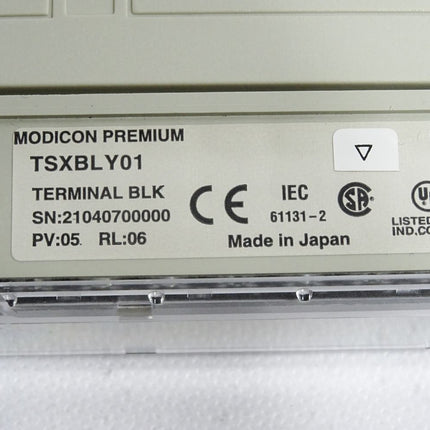 MODICON PREMIUM
TSXBLY01
TERMINAL BLK
SN:21040700000
PV:05. RL:06
CE
IEC
61131-2
SA
Made in Japan
U
LISTED
IND.CO